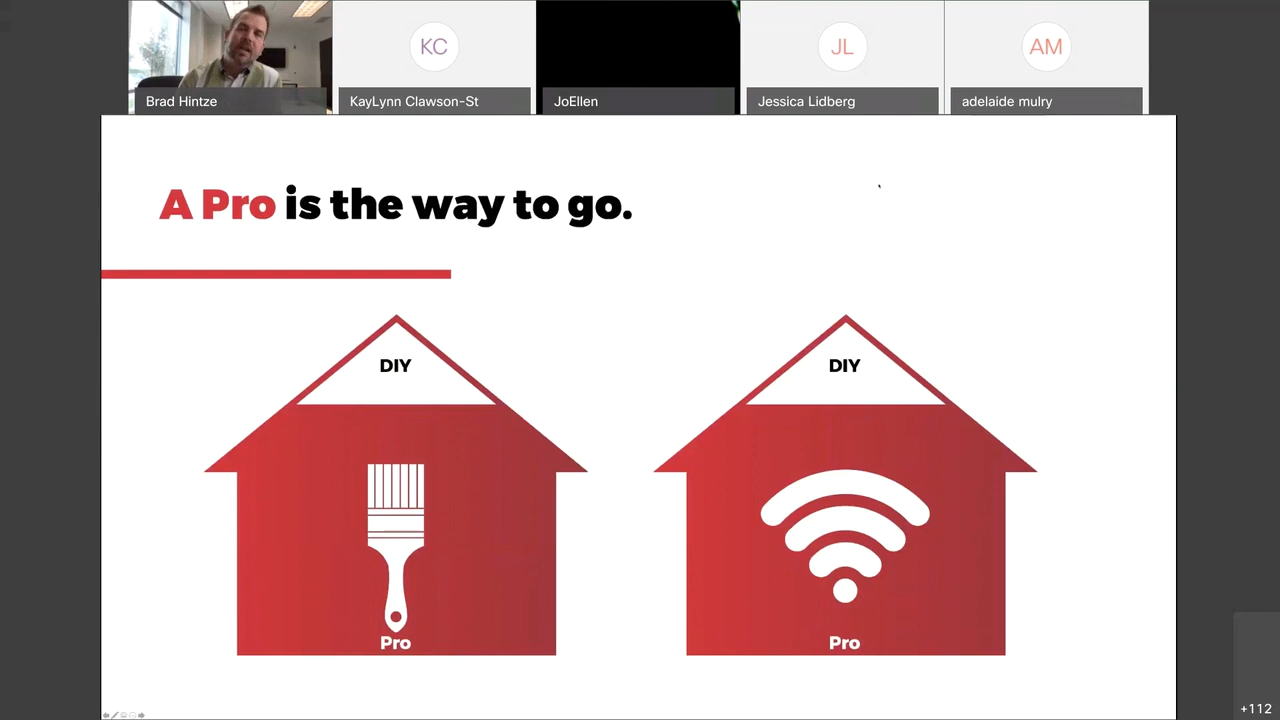 Brad Hintze
KC
KayLynn Clawson-St
JoEllen
JL
Jessica Lidberg
AM
adelaide mulry
A Pro is the way to go.
DIY
Pro
DIY
Pro
+112